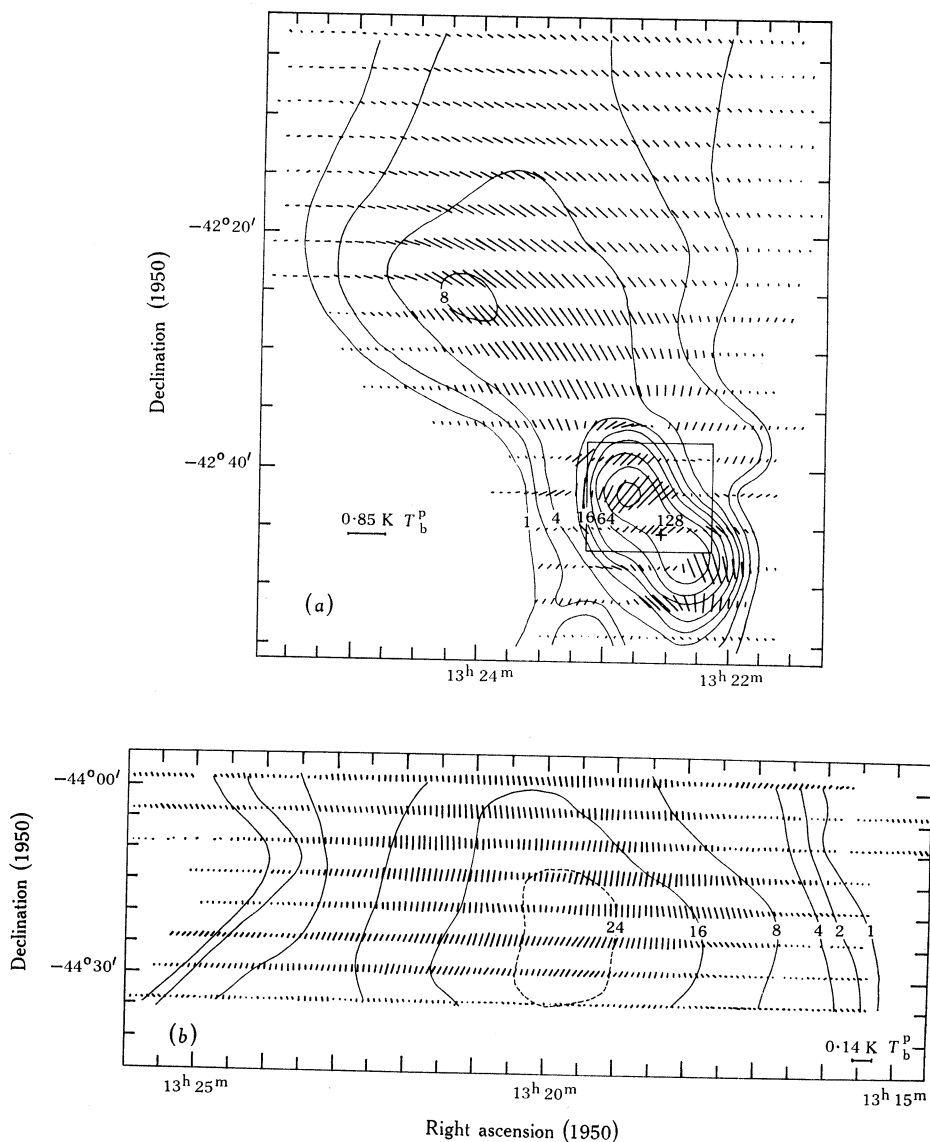 −42° 20′
8
Declination (1950)
−42° 40′
0·85 K T_b^p
1 4 16 64 128
+
(a)
13ʰ 24ᵐ 13ʰ 22ᵐ
−44° 00′
Declination (1950)
24 16 8 4 2 1
−44° 30′
(b)
0·14 K T_b^p
13ʰ 25ᵐ 13ʰ 20ᵐ 13ʰ 15ᵐ
Right ascension (1950)